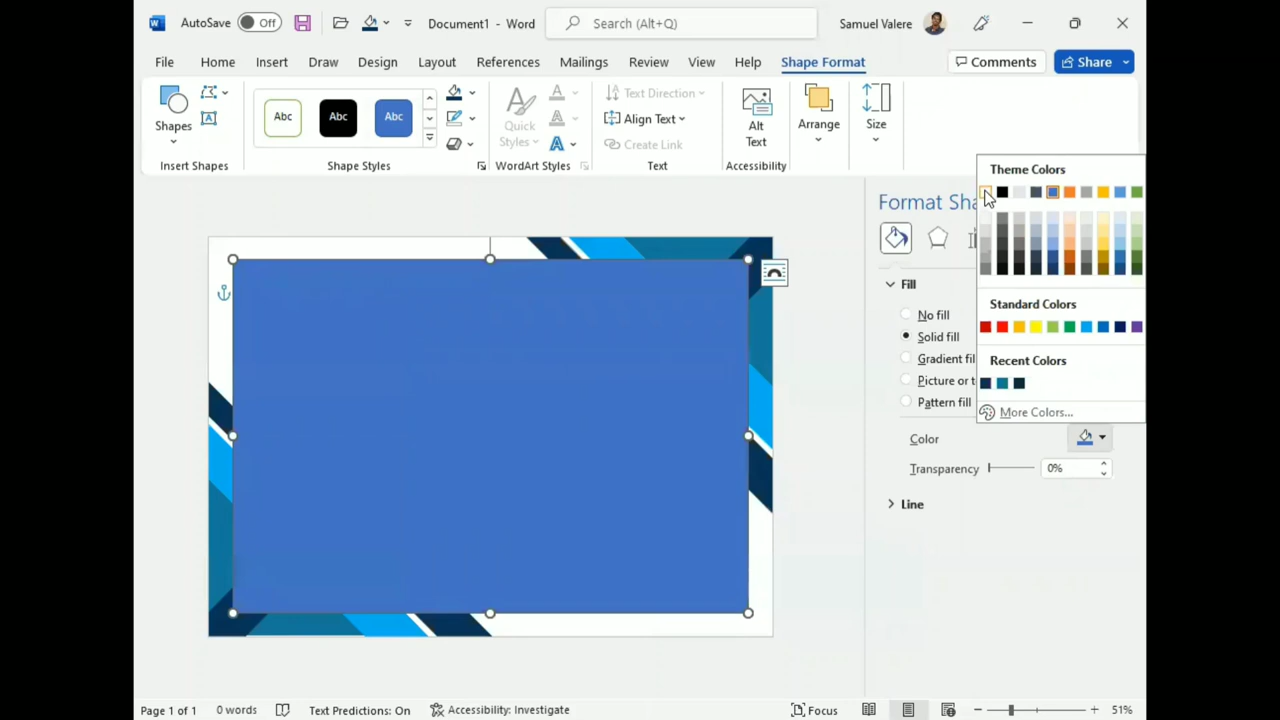 AutoSave Off Document1 - Word Search (Alt+Q) Samuel Valere
File Home Insert Draw Design Layout References Mailings Review View Help Shape Format Comments Share
Shapes
Abc Abc Abc
Quick
Styles
Text Direction
Align Text
Create Link
Alt
Text
Arrange
Size
Insert Shapes Shape Styles WordArt Styles Text Accessibility
Theme Colors
Standard Colors
Recent Colors
More Colors...
Format Sha
Fill
No fill
Solid fill
Gradient fil
Picture or t
Pattern fill
Color
Transparency 0%
Line
Page 1 of 1 0 words Text Predictions: On Accessibility: Investigate Focus 51%